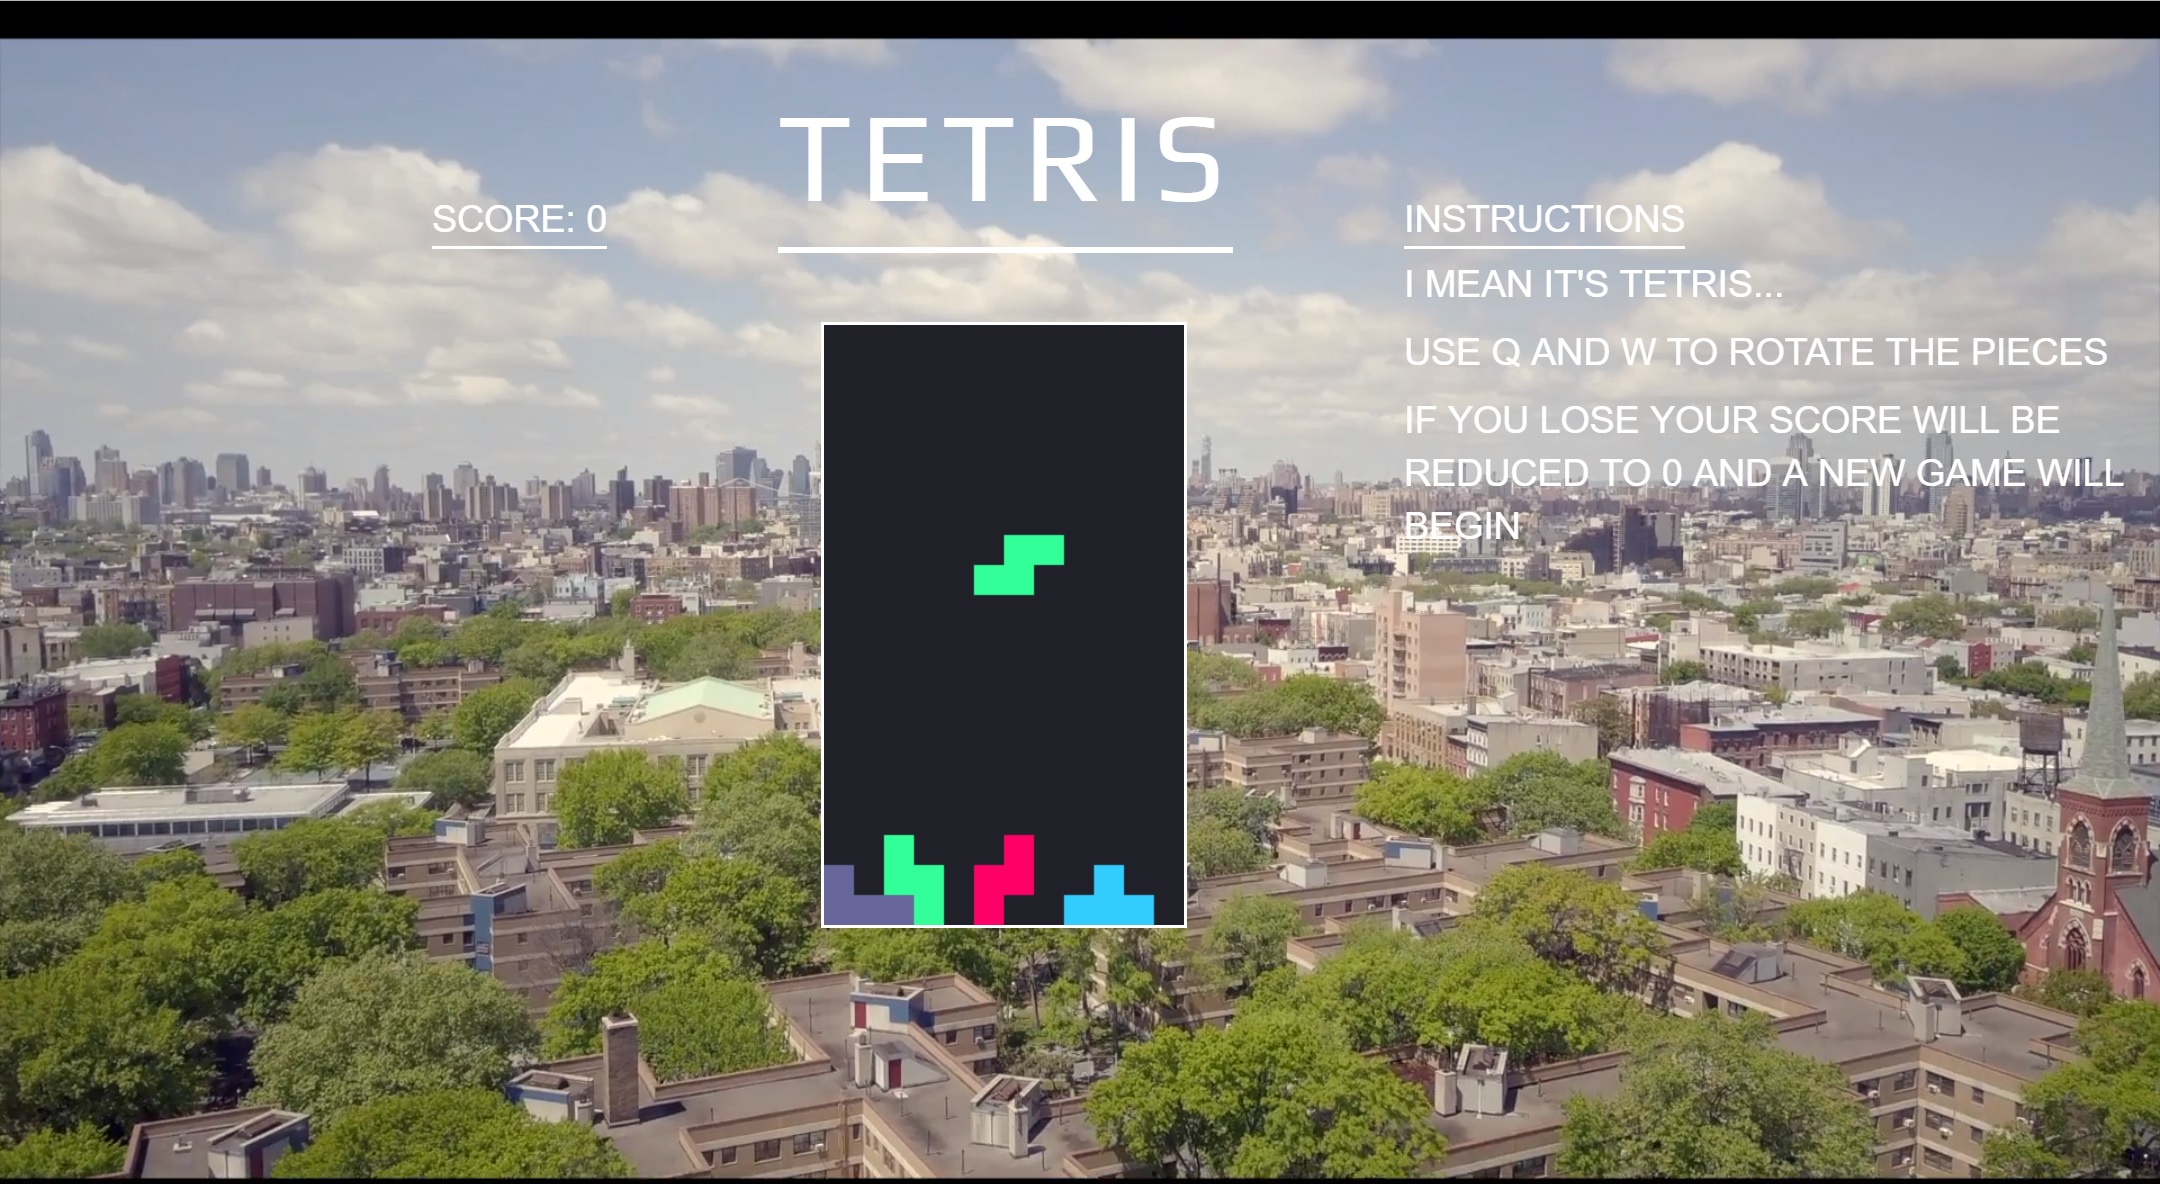 TETRIS
SCORE: 0
INSTRUCTIONS
I MEAN IT'S TETRIS...
USE Q AND W TO ROTATE THE PIECES
IF YOU LOSE YOUR SCORE WILL BE
REDUCED TO 0 AND A NEW GAME WILL
BEGIN